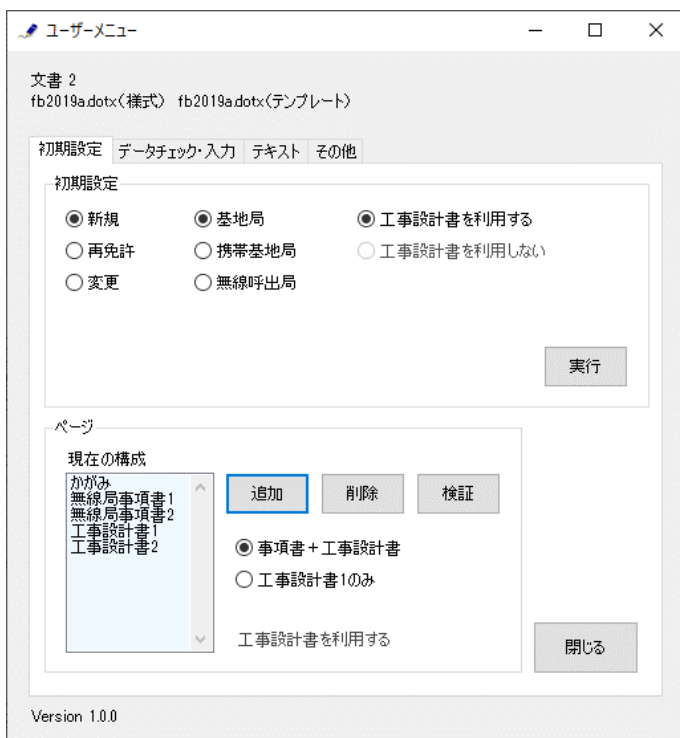 ユーザーメニュー
文書 2
fb2019a.dotx(様式) fb2019a.dotx(テンプレート)
初期設定 データチェック・入力 テキスト その他
初期設定
新規 基地局 工事設計書を利用する
再免許 携帯基地局 工事設計書を利用しない
変更 無線呼出局
実行
ページ
現在の構成
かがみ
無線局事項書1
無線局事項書2
工事設計書1
工事設計書2
追加 削除 検証
事項書+工事設計書
工事設計書1のみ
工事設計書を利用する
閉じる
Version 1.0.0